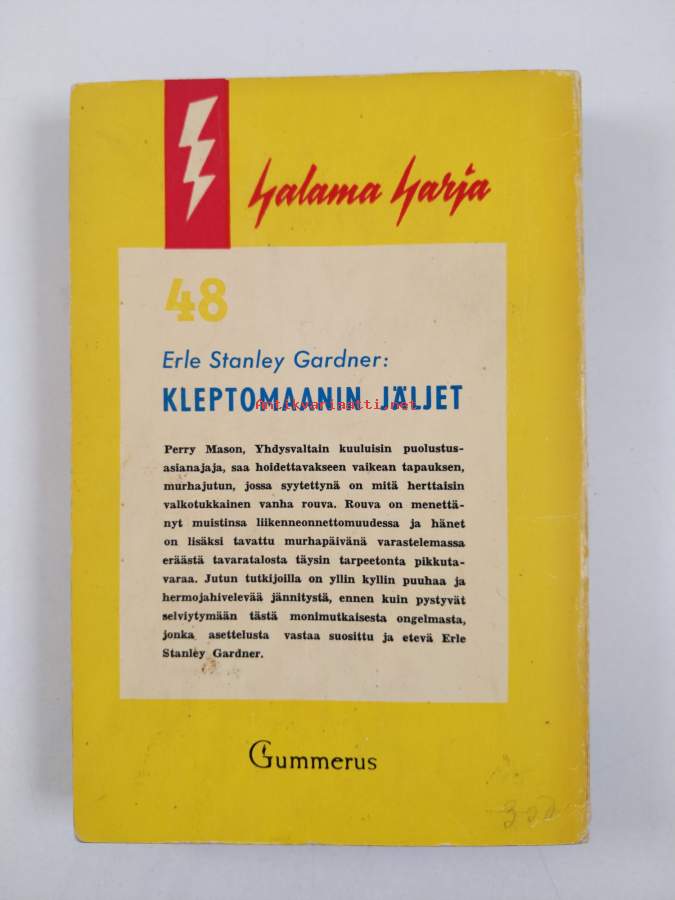 Salama Sarja
48
Erle Stanley Gardner:
KLEPTOMAANIN JÄLJET
Antikvariaatti.net
Perry Mason, Yhdysvaltain kuuluisin puolustus-
asianajaja, saa hoidettavakseen vaikean tapauksen,
murhajutun, jossa syytettynä on mitä herttaisin
valkotukkainen vanha rouva. Rouva on menettä-
nyt muistinsa liikenneonnettomuudessa ja hänet
on lisäksi tavattu murhapäivänä varastelemassa
eräästä tavaratalosta täysin tarpeetonta pikkuta-
varaa. Jutun tutkijoilla on yllin kyllin puuhaa ja
hermojahivelevää jännitystä, ennen kuin pystyvät
selviytymään tästä monimutkaisesta ongelmasta,
jonka asettelusta vastaa suosittu ja etevä Erle
Stanley Gardner.
Gummerus